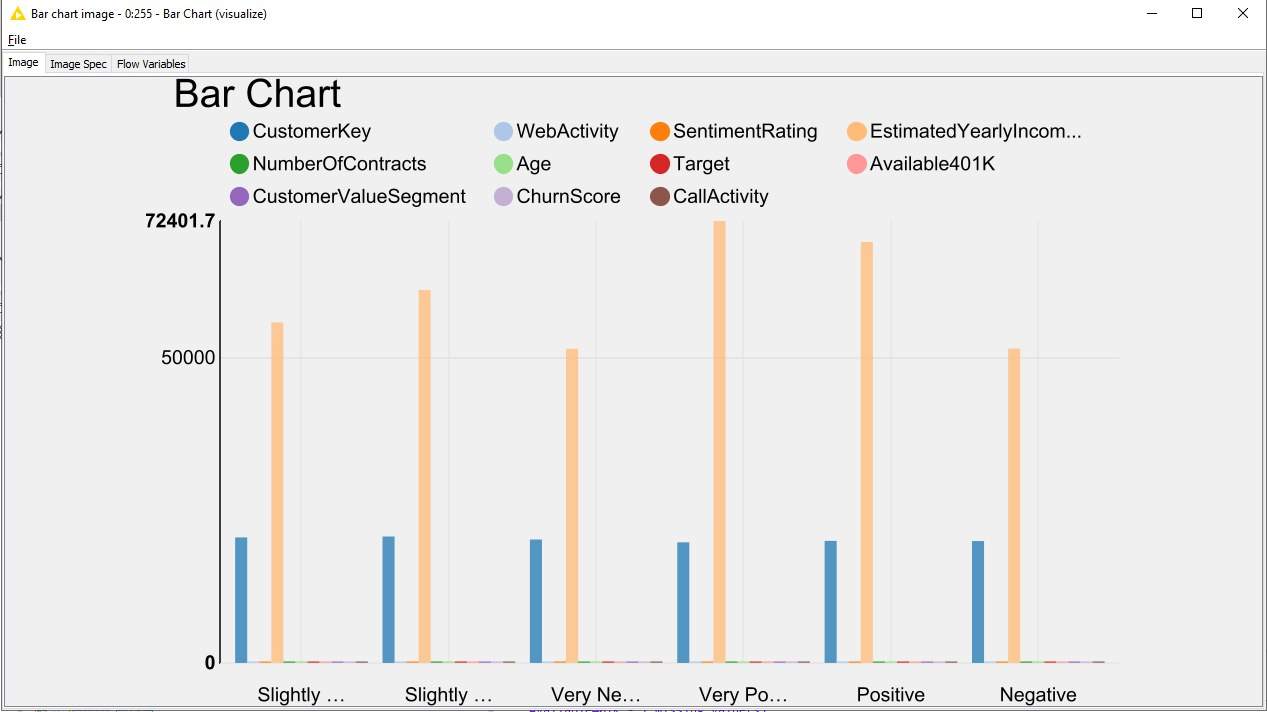 Bar chart image - 0:255 - Bar Chart (visualize)
File
Image Image Spec Flow Variables
Bar Chart
CustomerKey WebActivity SentimentRating EstimatedYearlyIncom...
NumberOfContracts Age Target Available401K
CustomerValueSegment ChurnScore CallActivity
72401.7
50000
0
Slightly ... Slightly ... Very Ne... Very Po... Positive Negative